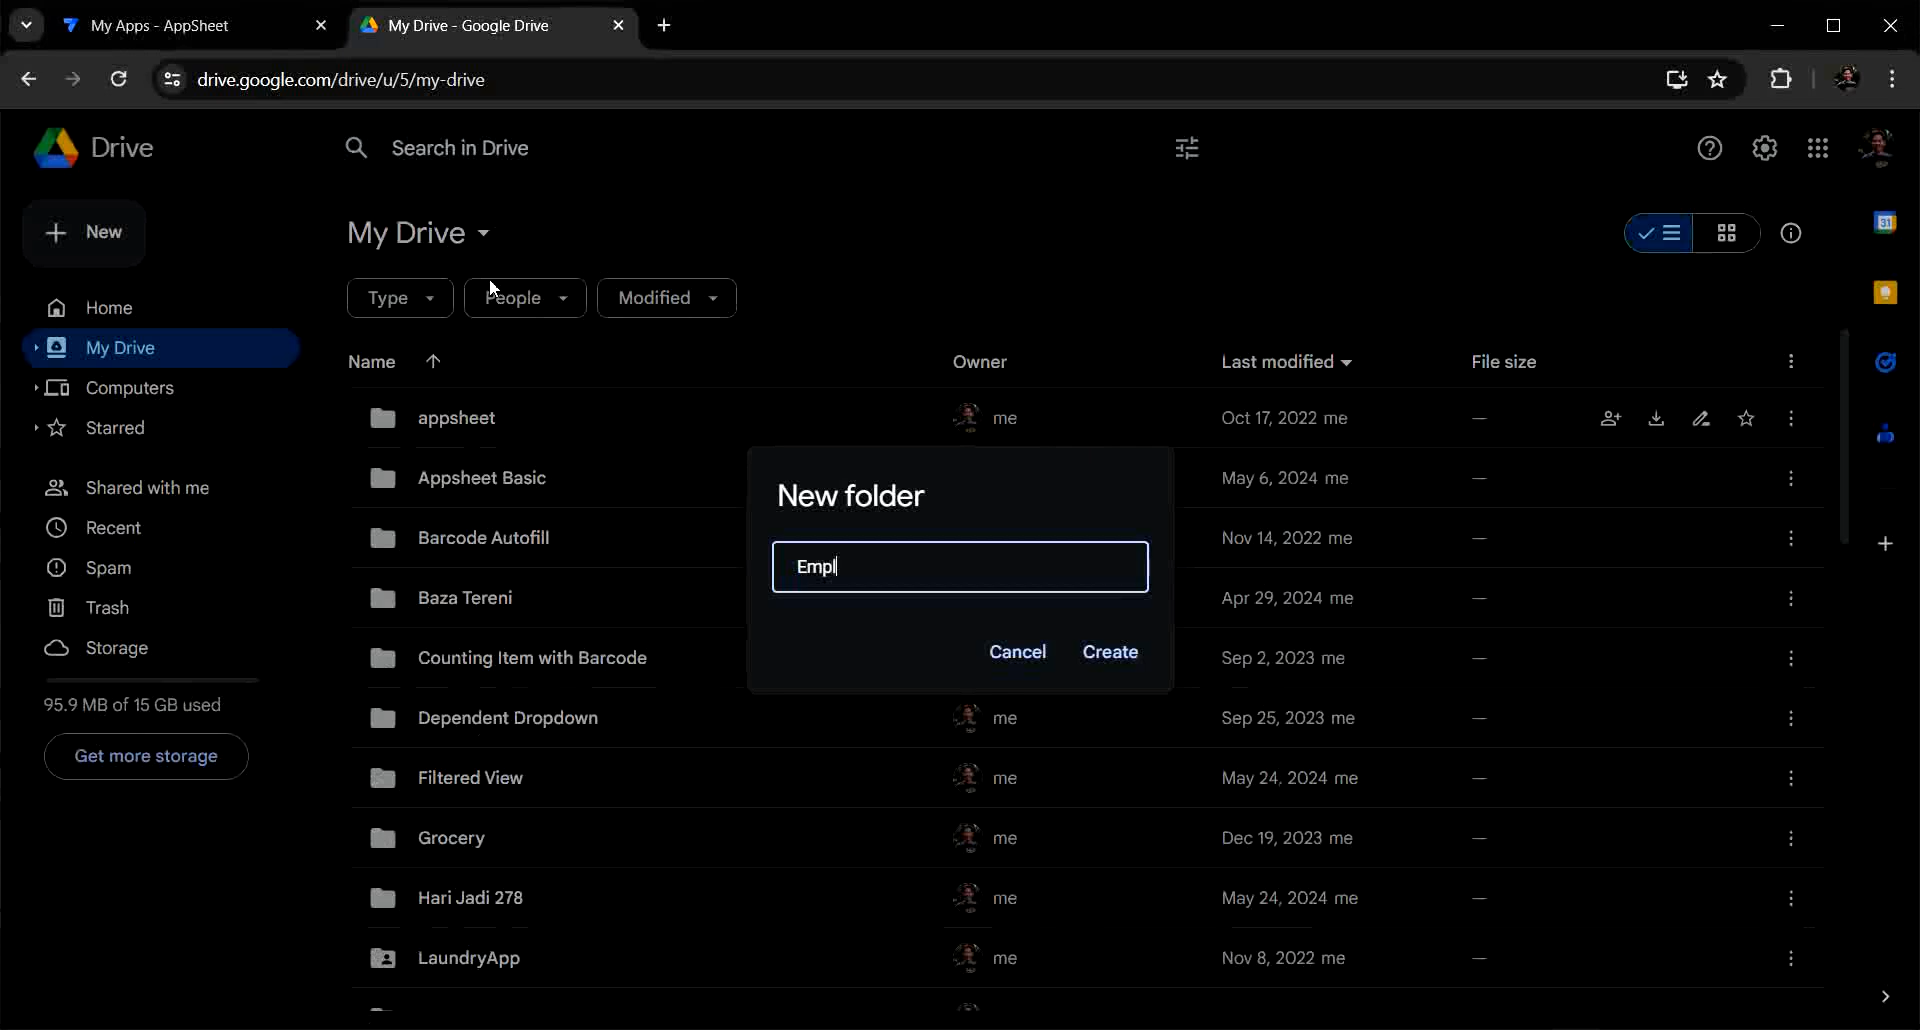 My Apps - AppSheet
My Drive - Google Drive
drive.google.com/drive/u/5/my-drive
Drive
Search in Drive
New
My Drive
31
Home
Type
People
Modified
My Drive
Name
Owner
Last modified
File size
Computers
appsheet
me
Oct 17, 2022 me
—
Starred
Appsheet Basic
May 6, 2024 me
—
New folder
Shared with me
Recent
Barcode Autofill
Nov 14, 2022 me
—
Empl
Spam
Baza Tereni
Apr 29, 2024 me
—
Trash
Storage
Counting Item with Barcode
Cancel
Create
Sep 2, 2023 me
—
95.9 MB of 15 GB used
Dependent Dropdown
me
Sep 25, 2023 me
—
Get more storage
Filtered View
me
May 24, 2024 me
—
Grocery
me
Dec 19, 2023 me
—
Hari Jadi 278
me
May 24, 2024 me
—
LaundryApp
me
Nov 8, 2022 me
—